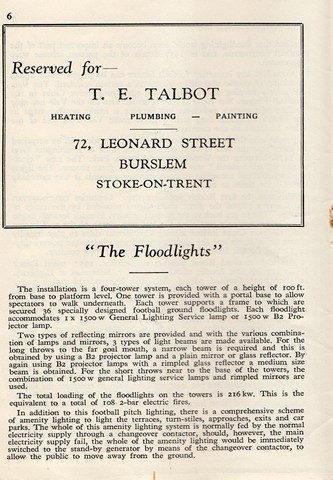 6
Reserved for—
T. E. TALBOT
HEATING PLUMBING — PAINTING
72, LEONARD STREET
BURSLEM
STOKE-ON-TRENT
"The Floodlights"
The installation is a four-tower system, each tower of a height of 100 ft.
from base to platform level. One tower is provided with a portal base to allow
spectators to walk underneath. Each tower supports a frame to which are
secured 36 specially designed football ground floodlights. Each floodlight
accommodates 1 x 1500 w General Lighting Service lamp or 1500 w B2 Pro-
jector lamp.
Two types of reflecting mirrors are provided and with the various combina-
tion of lamps and mirrors, 3 types of light beams are made available. For the
long throws to the far goal mouth, a narrow beam is required and this is
obtained by using a B2 projector lamp and a plain mirror or glass reflector. By
again using B2 projector lamps with a rimpled glass reflector a medium size
beam is obtained. For the short throws near to the base of the towers, the
combination of 1500 w general lighting service lamps and rimpled mirrors are
used.
The total loading of the floodlights on the towers is 216 kw. This is the
equivalent to a total of 108 2-bar electric fires.
In addition to this football pitch lighting, there is a comprehensive scheme
of amenity lighting to light the terraces, turn-stiles, approaches, exits and car
parks. The whole of this amenity lighting system is normally fed by the normal
electricity supply through a changeover contactor, should, however, the main
electricity supply fail, the whole of the amenity lighting would be immediately
switched to the stand-by generator by means of the changeover contactor, to
allow the public to move away from the ground.